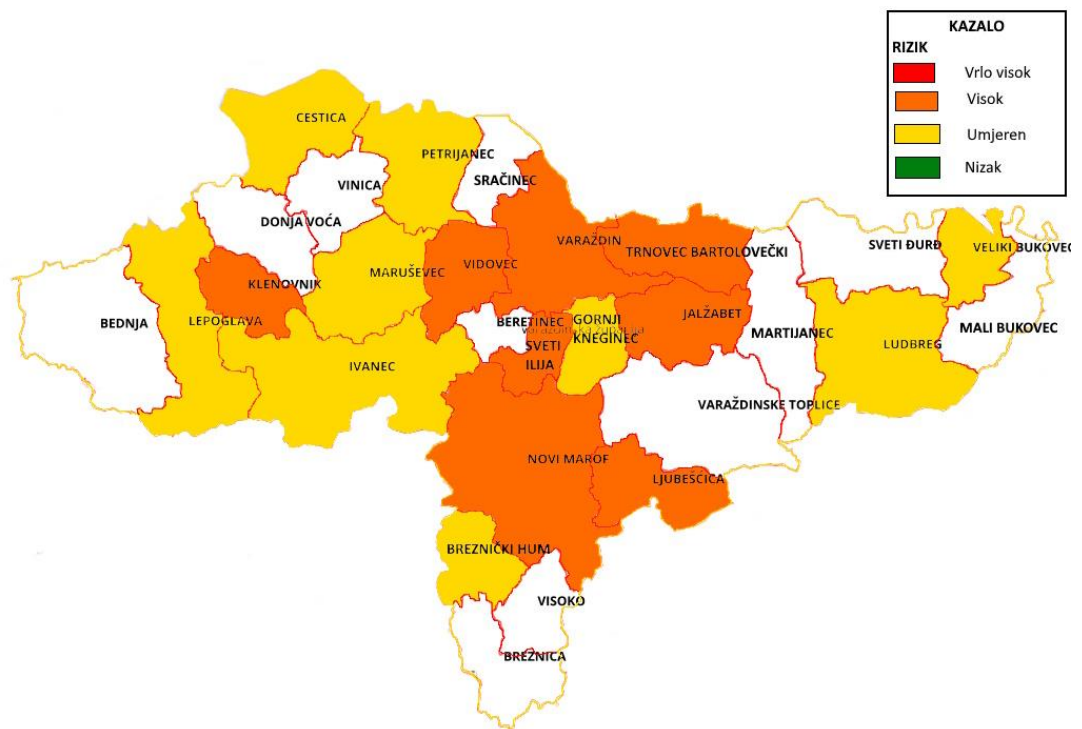 KAZALO
RIZIK
Vrlo visok
Visok
Umjeren
Nizak
CESTICA
PETRIJANEC
SRAČINEC
VINICA
DONJA VOĆA
VARAŽDIN
TRNOVEC BARTOLOVEČKI
SVETI ĐURĐ
VELIKI BUKOVEC
MARUŠEVEC
VIDOVEC
KLENOVNIK
LEPOGLAVA
BEDNJA
BERETINEC
GORNJI
KNEGINEC
JALŽABET
MARTIJANEC
MALI BUKOVEC
LUDBREG
SVETI
ILIJA
IVANEC
VARAŽDINSKE TOPLICE
NOVI MAROF
LJUBEŠĆICA
BREZNIČKI HUM
VISOKO
BREZNICA